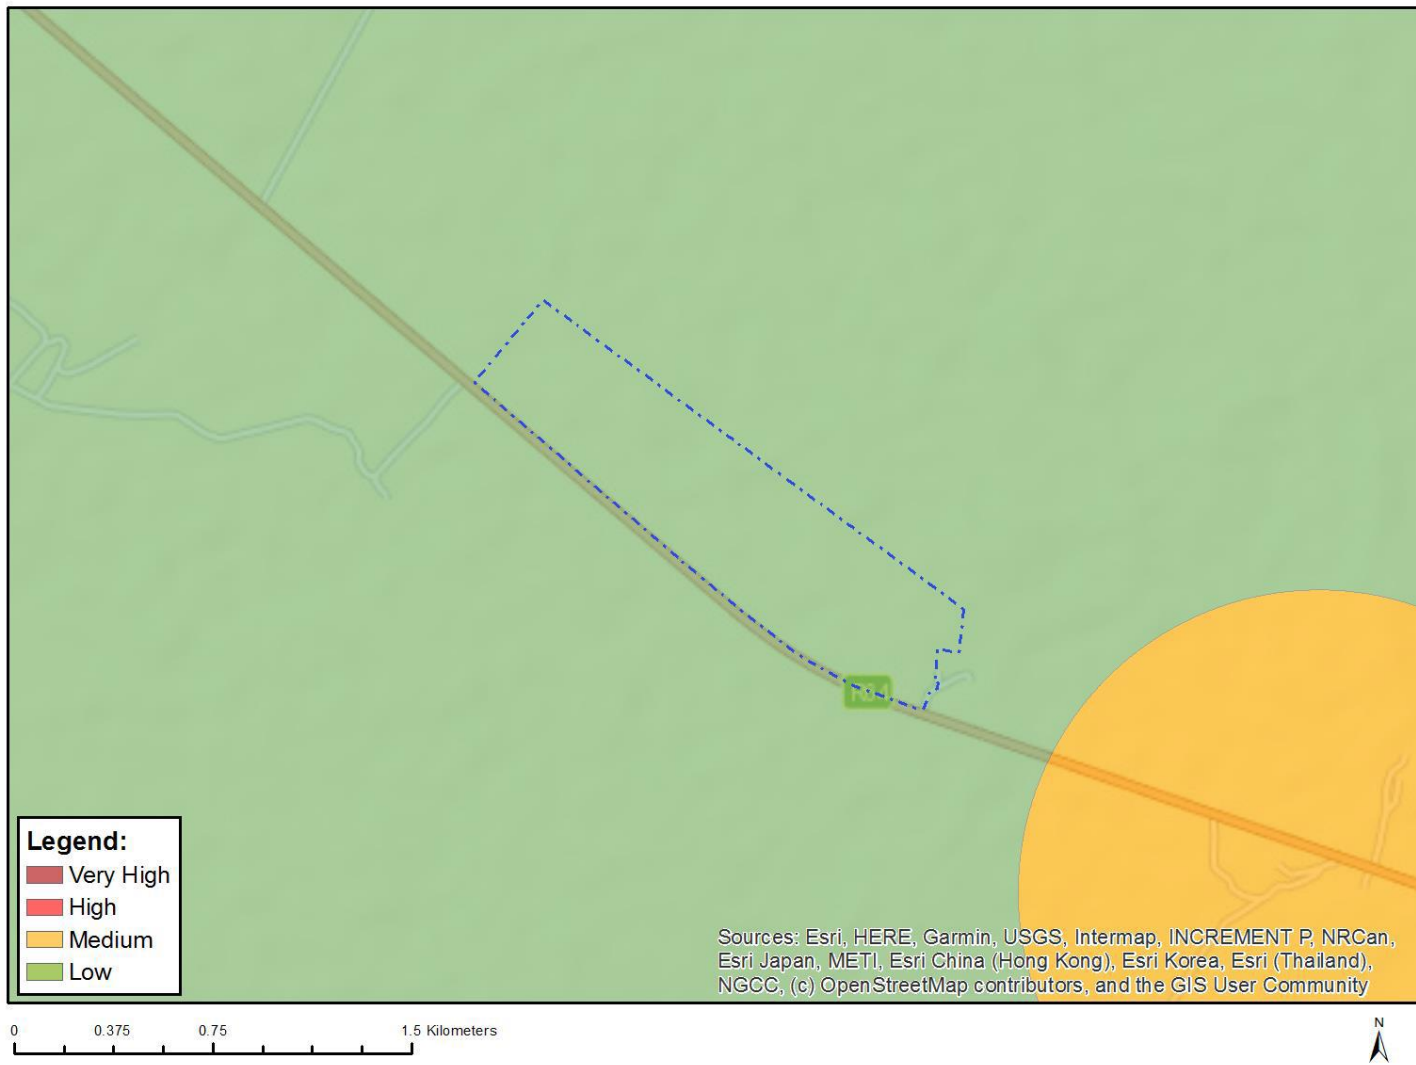 Legend:
Very High
High
Medium
Low
Sources: Esri, HERE, Garmin, USGS, Intermap, INCREMENT P, NRCan,
Esri Japan, METI, Esri China (Hong Kong), Esri Korea, Esri (Thailand),
NGCC, (c) OpenStreetMap contributors, and the GIS User Community
0 0.375 0.75 1.5 Kilometers
N